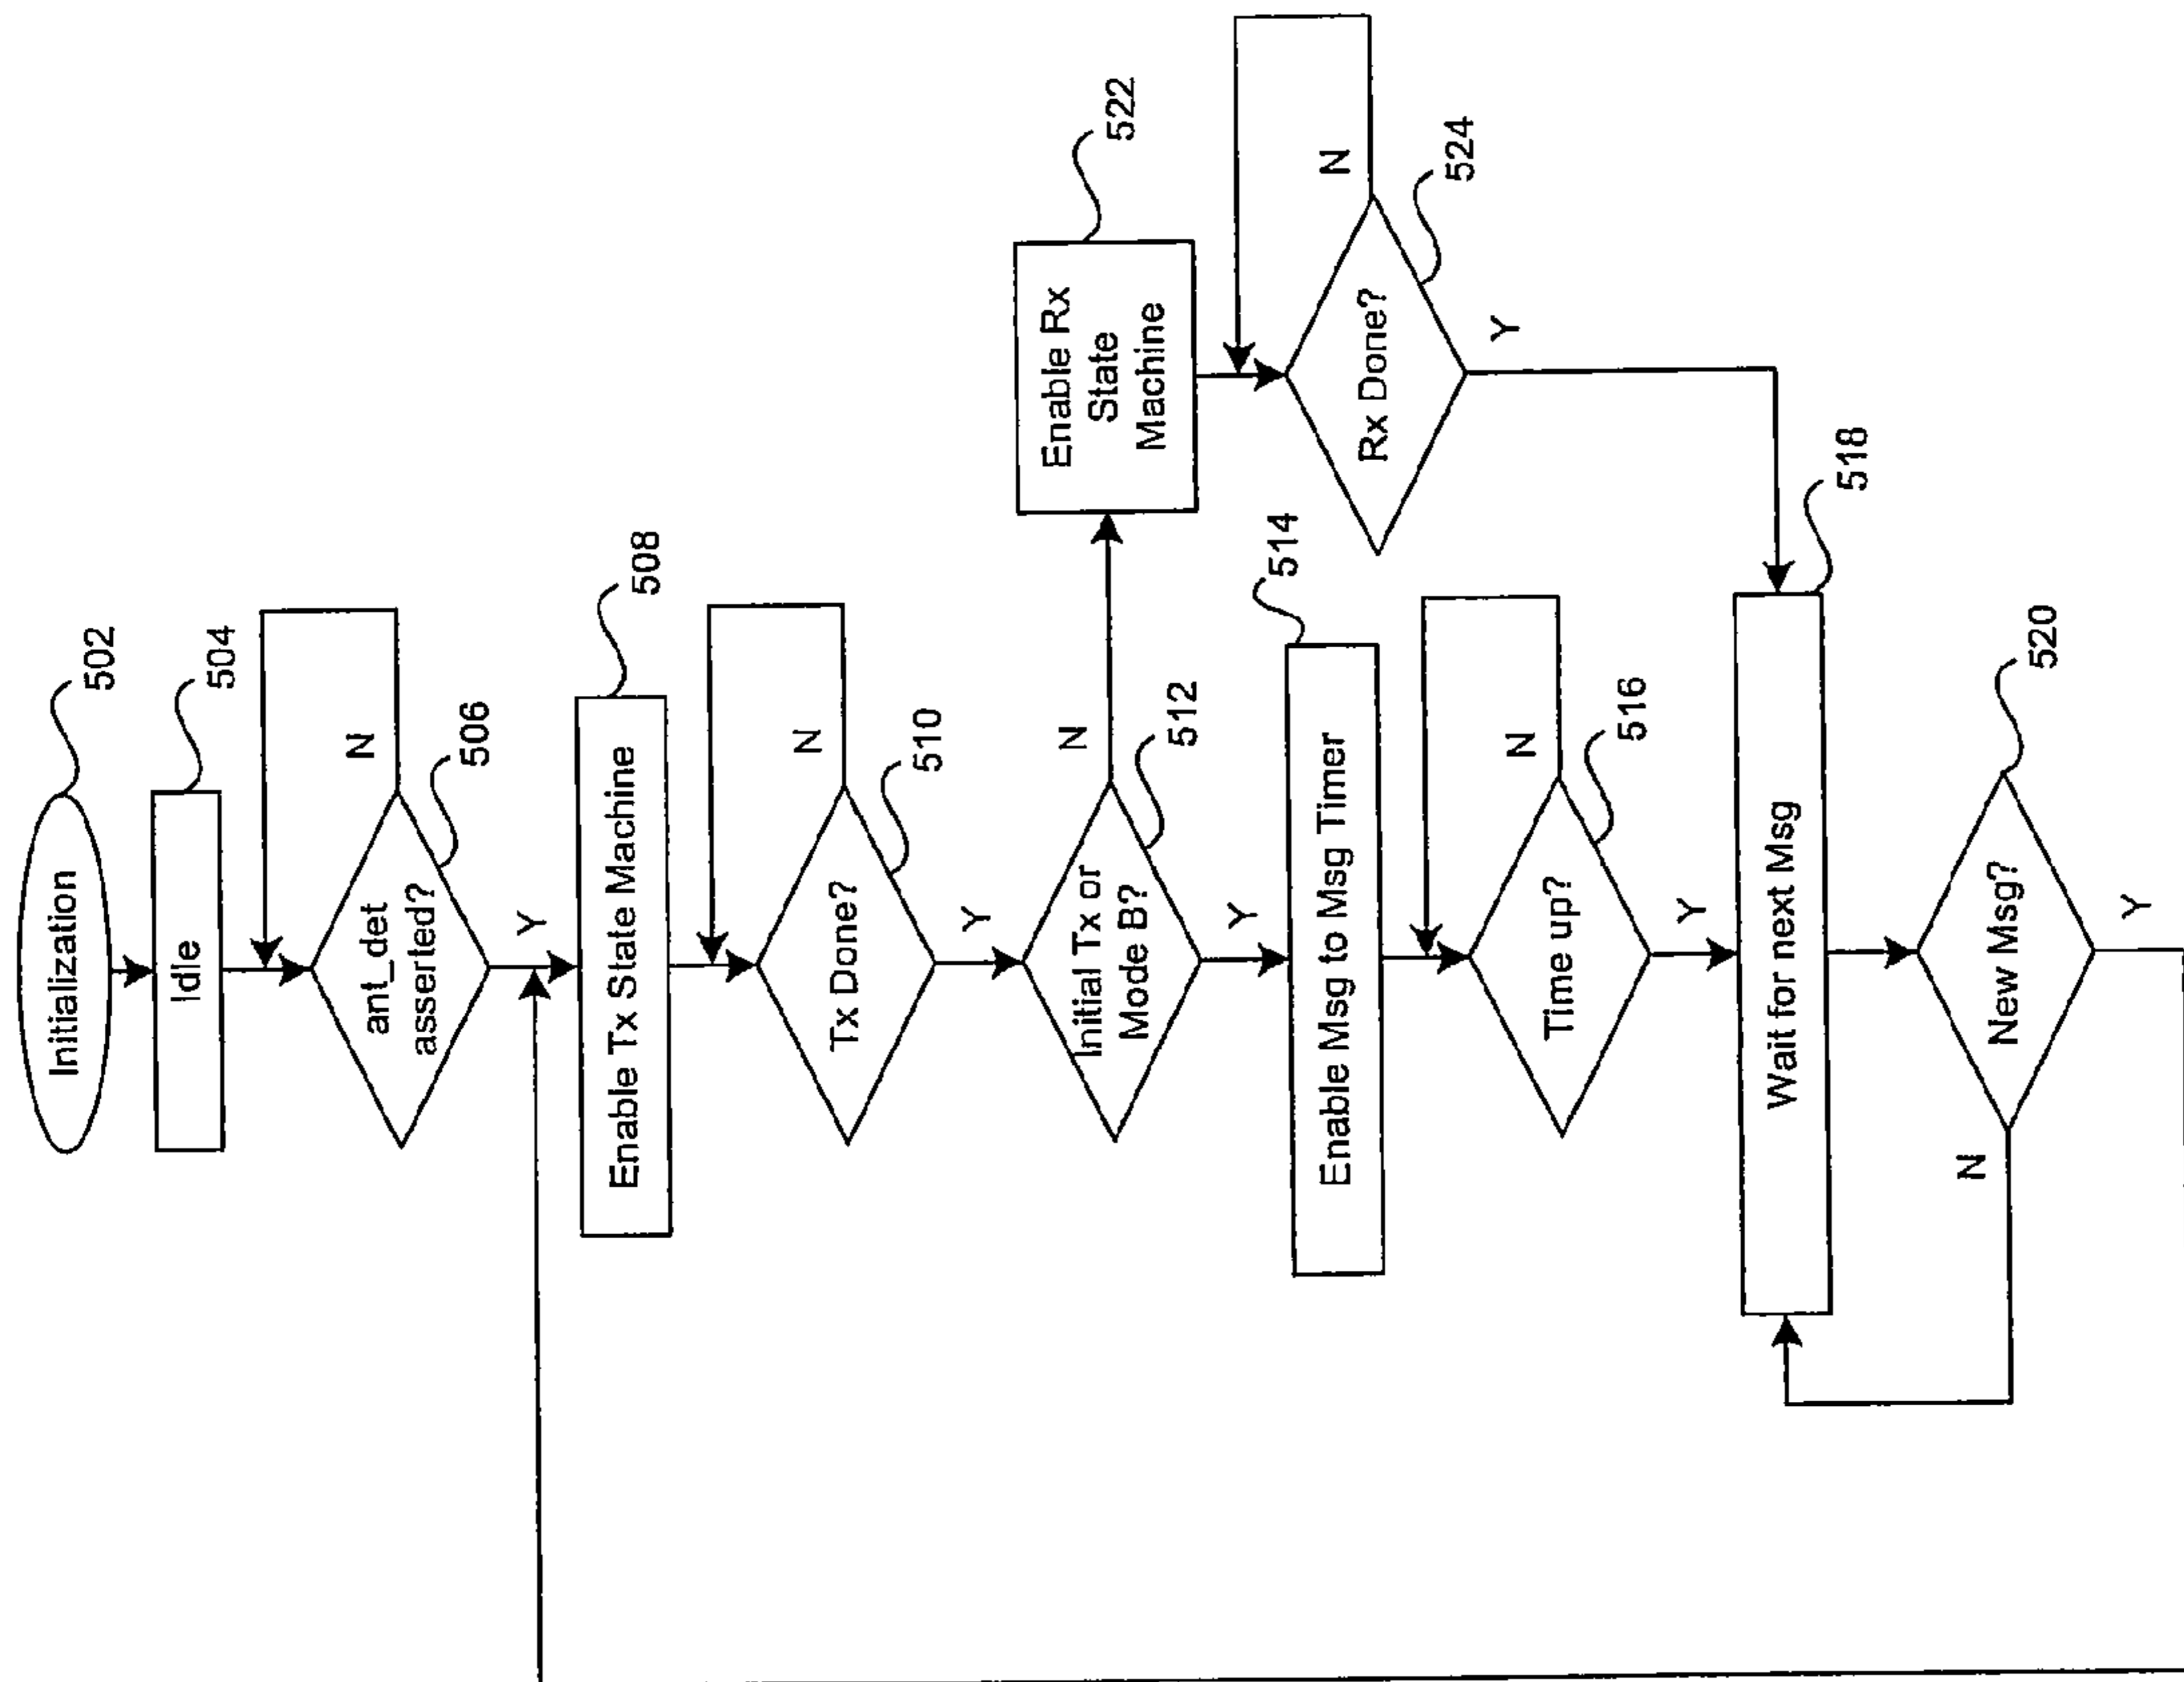 Initialization
502
Idle
504
ant_det
asserted?
N
506
Y
Enable Tx State Machine
508
Tx Done?
N
510
Y
Initial Tx or
Mode B?
N
512
Y
Enable Rx
State
Machine
522
Rx Done?
N
524
Y
Enable Msg to Msg Timer
514
Time up?
N
516
Y
Wait for next Msg
518
New Msg?
N
520
Y